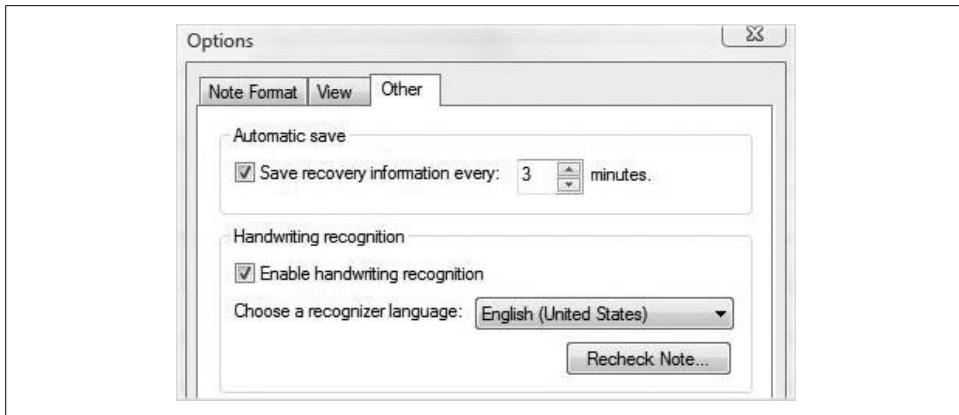 Options
Note Format View Other
Automatic save
Save recovery information every: 3 minutes.
Handwriting recognition
Enable handwriting recognition
Choose a recognizer language: English (United States)
Recheck Note...